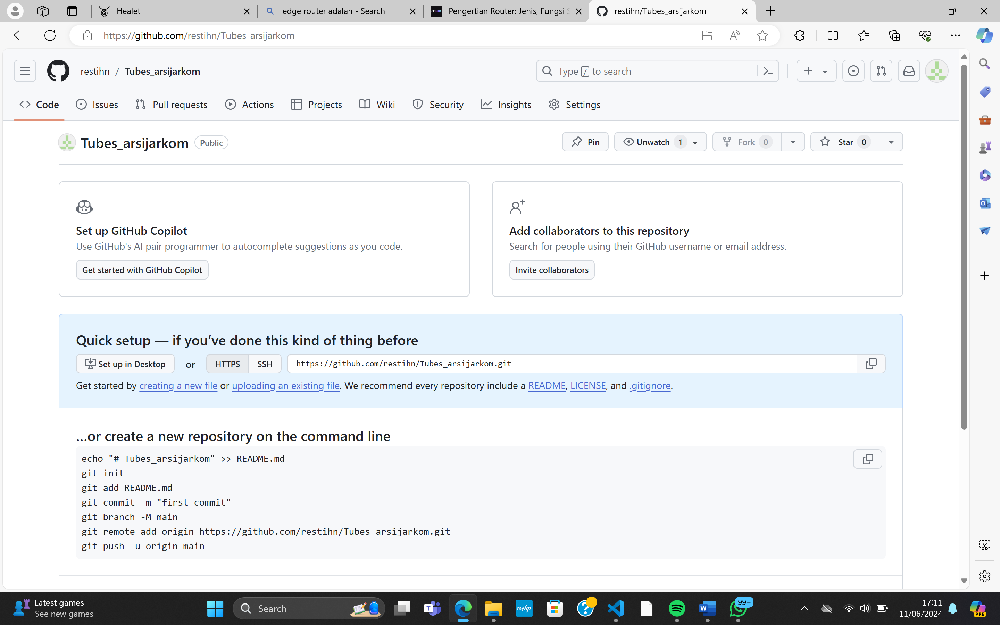 Healet
edge router adalah - Search
Pengertian Router: Jenis, Fungsi S
restihn/Tubes_arsijarkom
https://github.com/restihn/Tubes_arsijarkom
restihn / Tubes_arsijarkom
Type / to search
Code
Issues
Pull requests
Actions
Projects
Wiki
Security
Insights
Settings
Tubes_arsijarkom
Public
Pin
Unwatch 1
Fork 0
Star 0
Set up GitHub Copilot
Use GitHub's AI pair programmer to autocomplete suggestions as you code.
Get started with GitHub Copilot
Add collaborators to this repository
Search for people using their GitHub username or email address.
Invite collaborators
Quick setup — if you’ve done this kind of thing before
Set up in Desktop or HTTPS SSH https://github.com/restihn/Tubes_arsijarkom.git
Get started by creating a new file or uploading an existing file. We recommend every repository include a README, LICENSE, and .gitignore.
…or create a new repository on the command line
echo "# Tubes_arsijarkom" >> README.md
git init
git add README.md
git commit -m "first commit"
git branch -M main
git remote add origin https://github.com/restihn/Tubes_arsijarkom.git
git push -u origin main
Latest games
See new games
Search
myhp
99+
17:11
11/06/2024
PRE